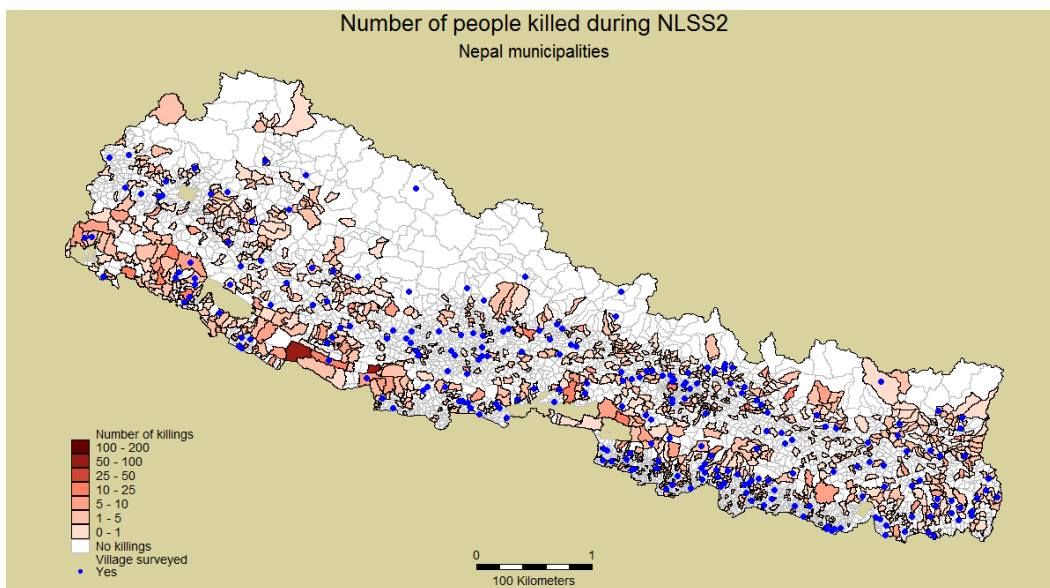 Number of people killed during NLSS2
Nepal municipalities
Number of killings
100 - 200
50 - 100
25 - 50
10 - 25
5 - 10
1 - 5
0 - 1
No killings
Village surveyed
Yes
0 1
100 Kilometers